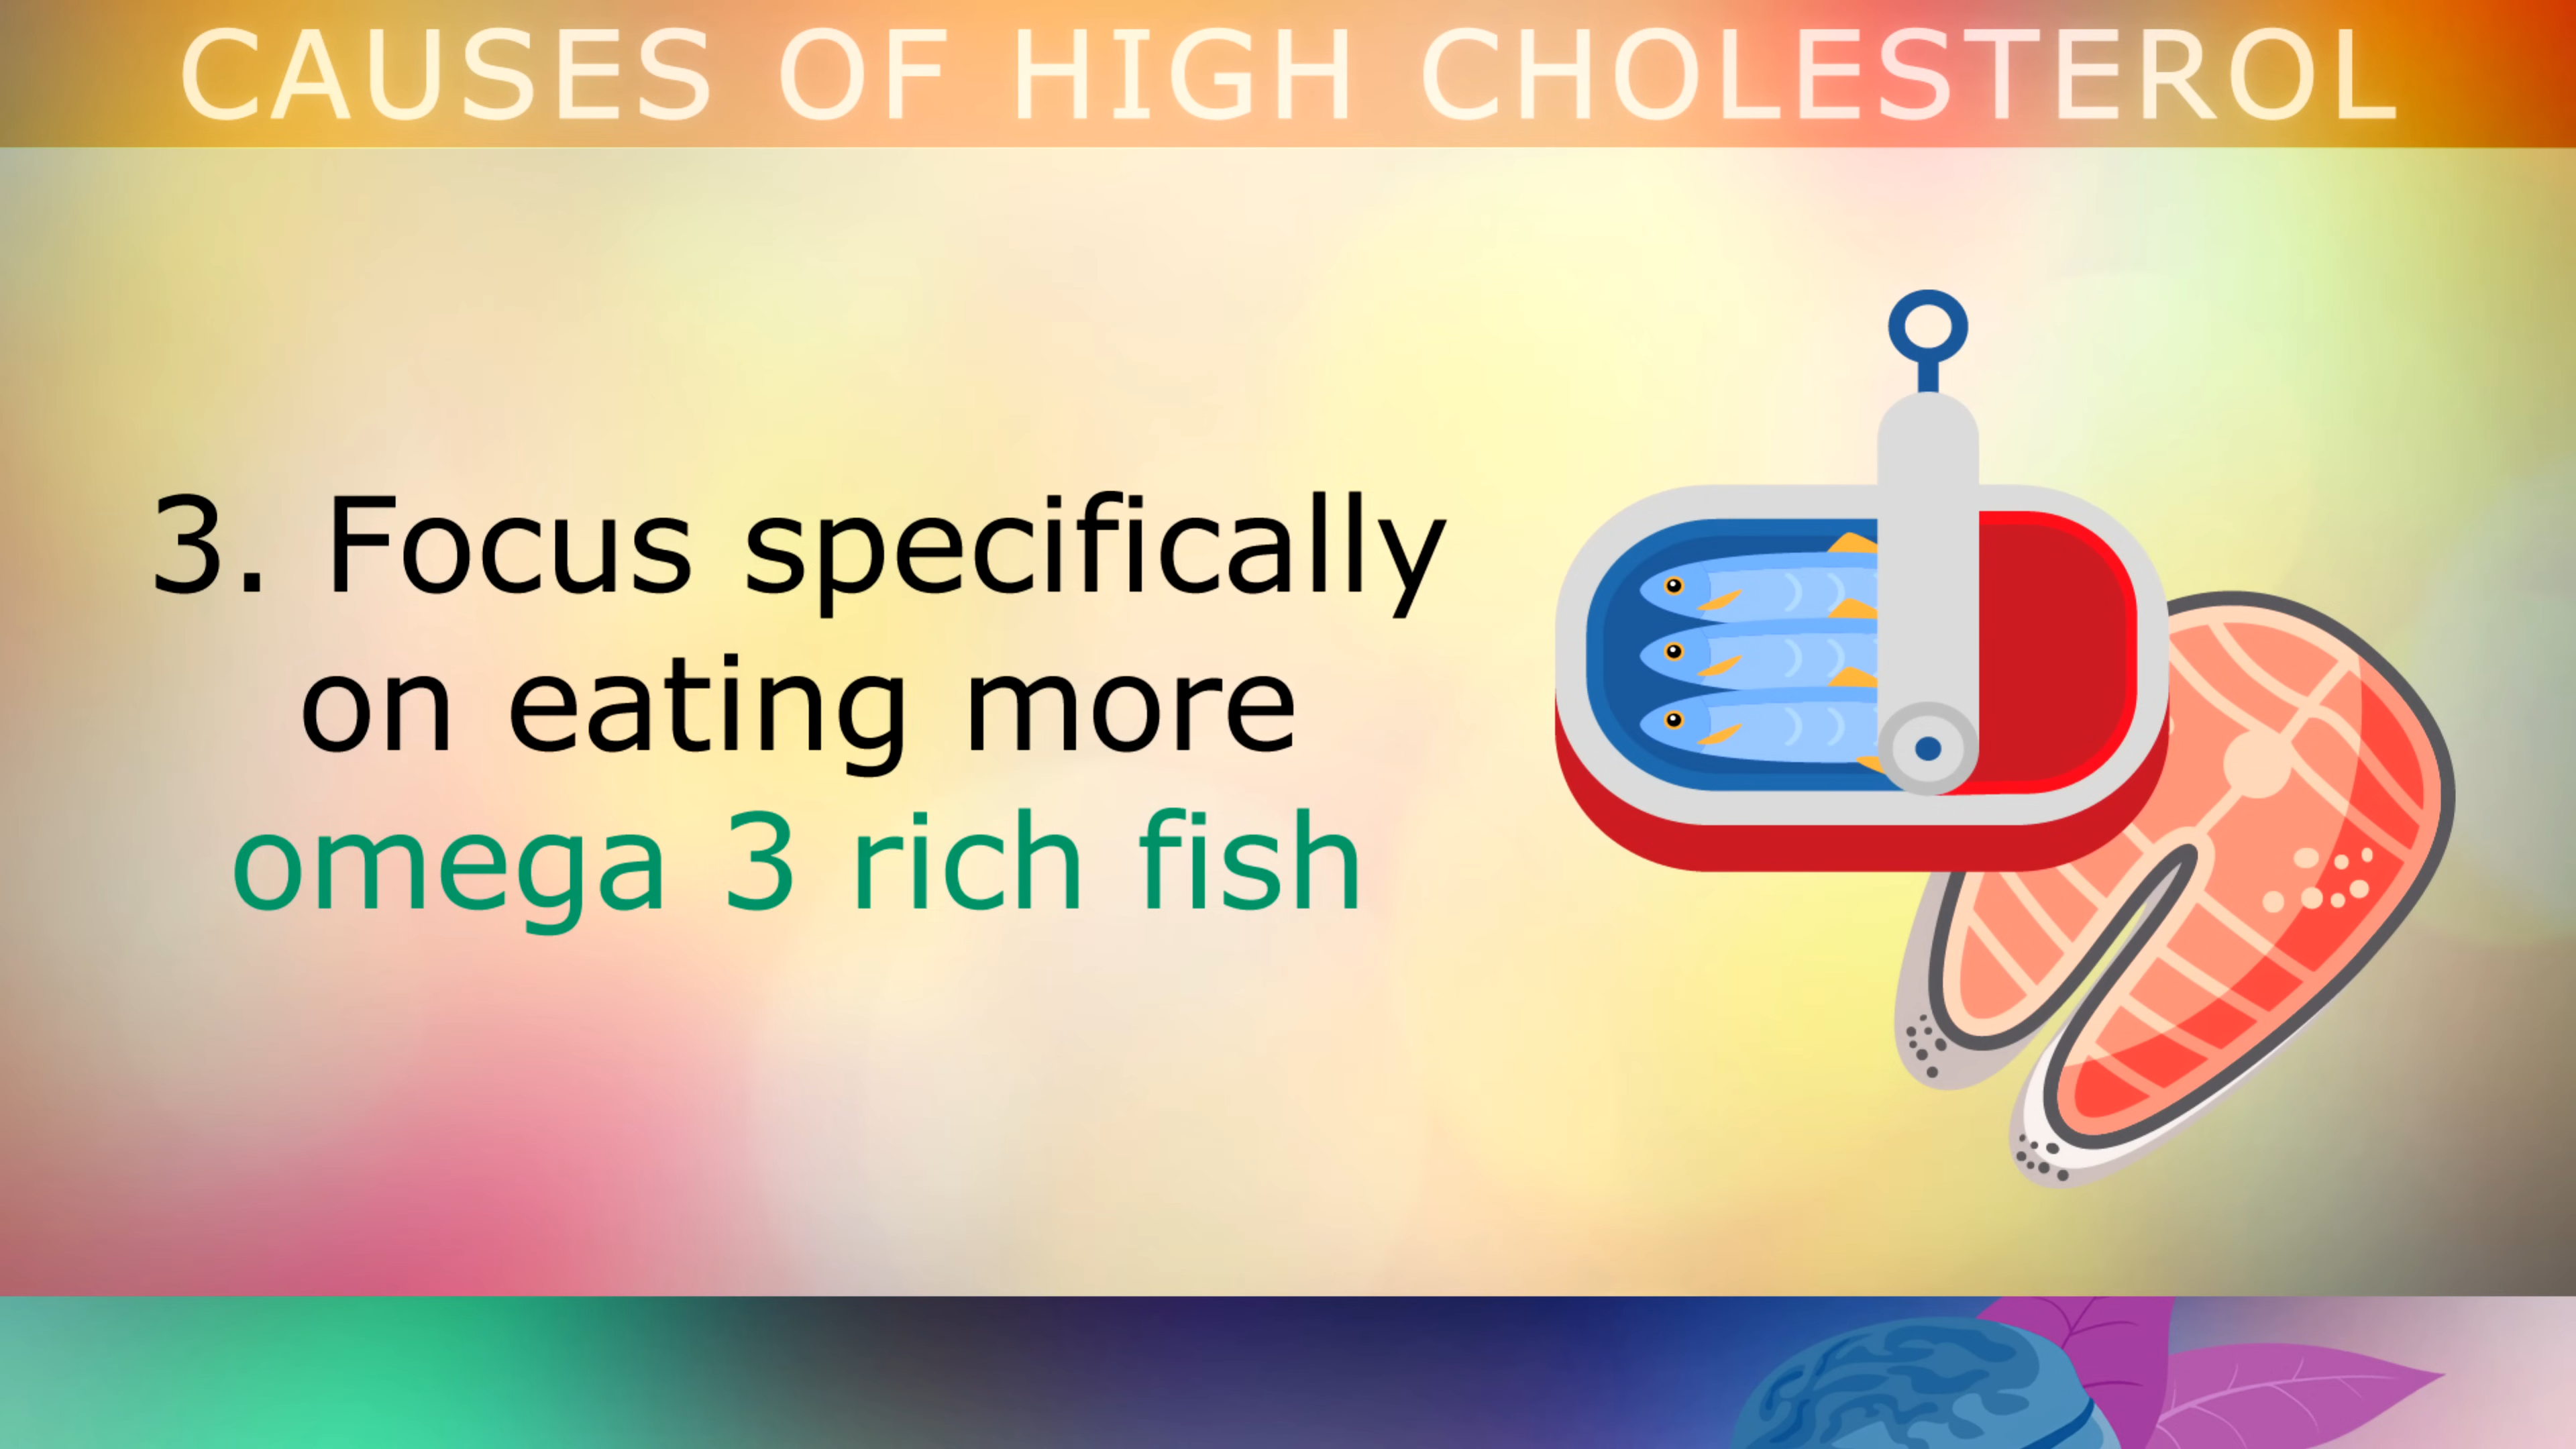 CAUSES OF HIGH CHOLESTEROL
3. Focus specifically
on eating more
omega 3 rich fish